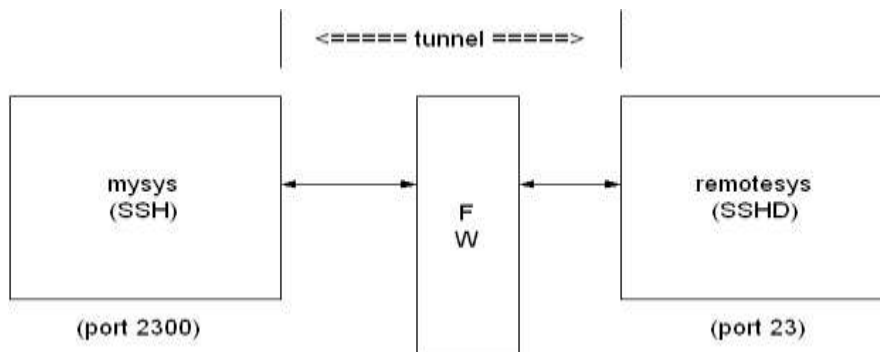 <===== tunnel =====>
mysys
(SSH)
F
W
remotesys
(SSHD)
(port 2300)
(port 23)